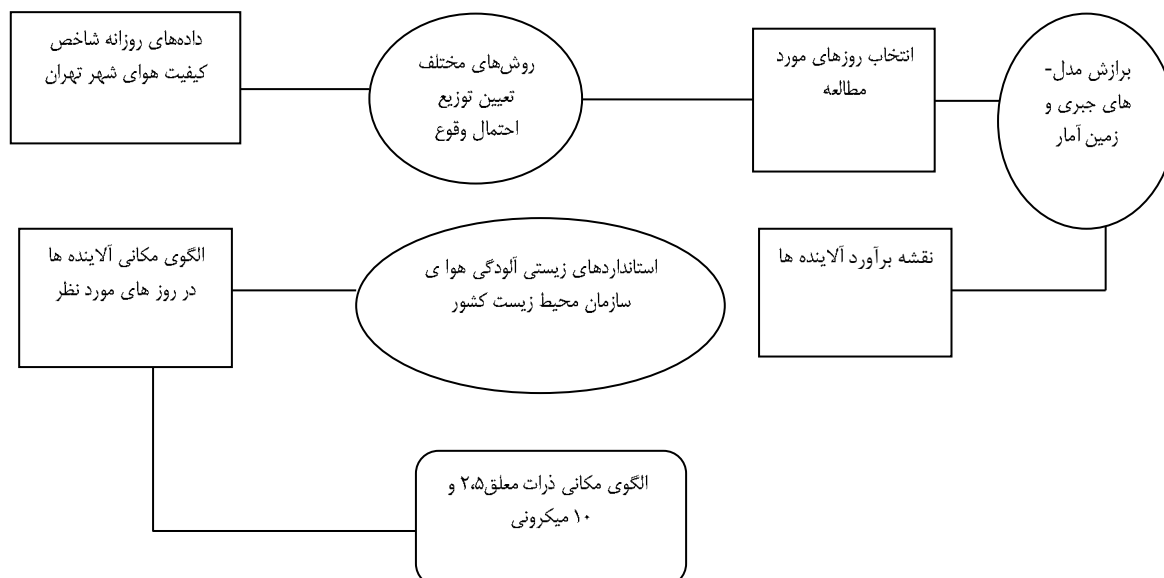 داده‌های روزانه شاخص
کیفیت هوای شهر تهران
روش‌های مختلف
تعیین توزیع
احتمال وقوع
انتخاب روزهای مورد
مطالعه
برازش مدل-
های جبری و
زمین آمار
نقشه برآورد آلاینده ها
استانداردهای زیستی آلودگی هوا ی
سازمان محیط زیست کشور
الگوی مکانی آلاینده ها
در روز های مورد نظر
الگوی مکانی ذرات معلق۲،۵ و
۱۰ میکرونی